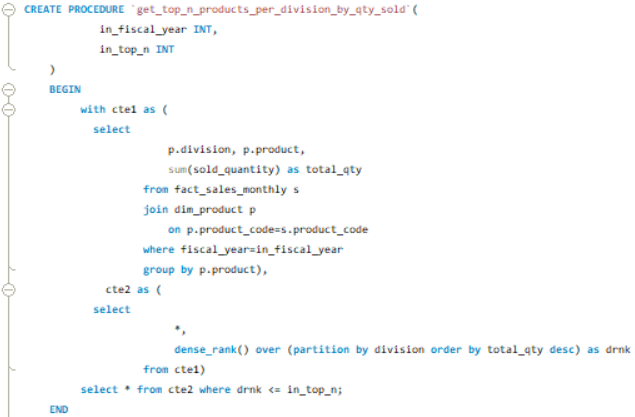 CREATE PROCEDURE `get_top_n_products_per_division_by_qty_sold`(
in_fiscal_year INT,
in_top_n INT
)
BEGIN
with cte1 as (
select
p.division, p.product,
sum(sold_quantity) as total_qty
from fact_sales_monthly s
join dim_product p
on p.product_code=s.product_code
where fiscal_year=in_fiscal_year
group by p.product),
cte2 as (
select
*,
dense_rank() over (partition by division order by total_qty desc) as drnk
from cte1)
select * from cte2 where drnk <= in_top_n;
END